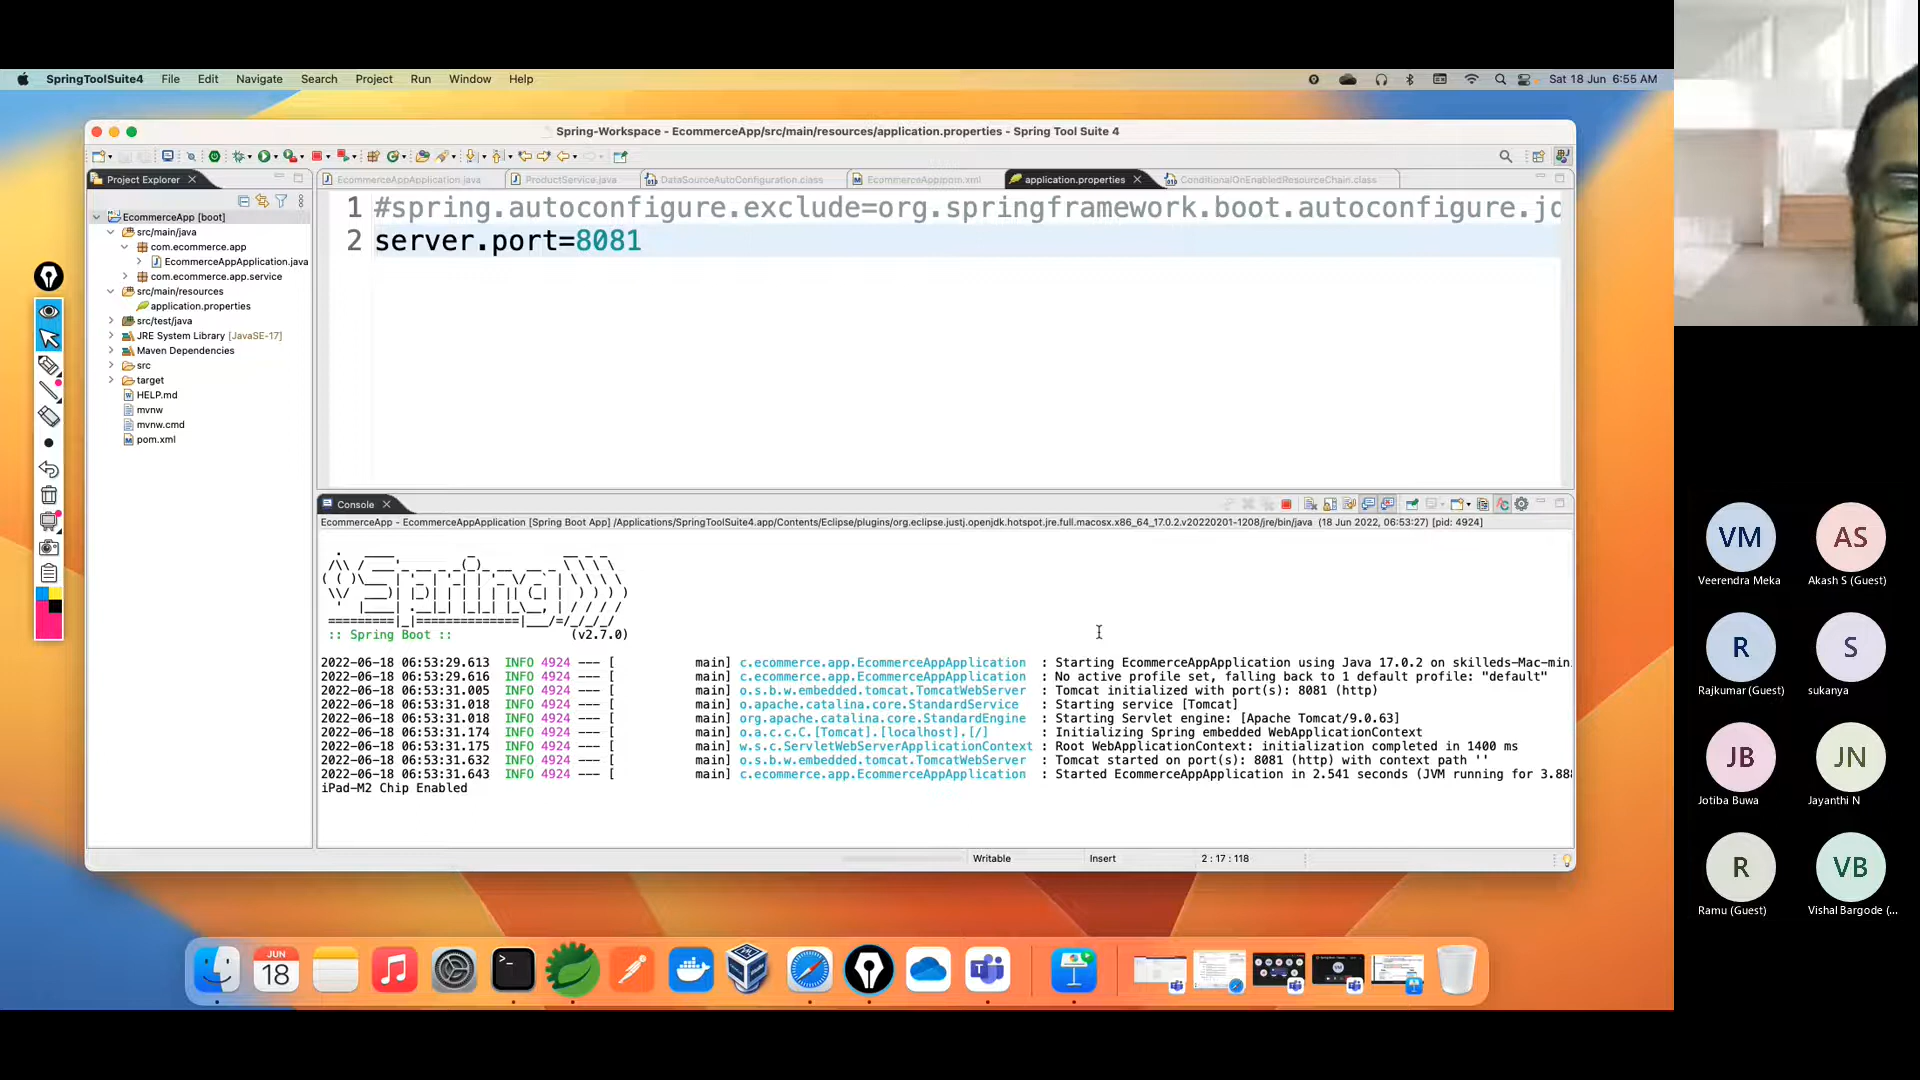 SpringToolSuite4 File Edit Navigate Search Project Run Window Help Sat 18 Jun 6:55 AM
Spring-Workspace - EcommerceApp/src/main/resources/application.properties - Spring Tool Suite 4
Project Explorer
EcommerceApp [boot]
src/main/java
com.ecommerce.app
EcommerceAppApplication.java
com.ecommerce.app.service
src/main/resources
application.properties
src/test/java
JRE System Library [JavaSE-17]
Maven Dependencies
src
target
HELP.md
mvnw
mvnw.cmd
pom.xml
EcommerceAppApplication.java ProductService.java DataSourceAutoConfiguration.class EcommerceApp/pom.xml application.properties ConditionalOnEnabledResourceChain.class
1 #spring.autoconfigure.exclude=org.springframework.boot.autoconfigure.jd
2 server.port=8081
Console
EcommerceApp - EcommerceAppApplication [Spring Boot App] /Applications/SpringToolSuite4.app/Contents/Eclipse/plugins/org.eclipse.justj.openjdk.hotspot.jre.full.macosx.x86_64_17.0.2.v20220201-1208/jre/bin/java (18 Jun 2022, 06:53:27) [pid: 4924]
Spring
:: Spring Boot :: (v2.7.0)
2022-06-18 06:53:29.613 INFO 4924 --- [ main] c.ecommerce.app.EcommerceAppApplication : Starting EcommerceAppApplication using Java 17.0.2 on skilleds-Mac-min
2022-06-18 06:53:29.616 INFO 4924 --- [ main] c.ecommerce.app.EcommerceAppApplication : No active profile set, falling back to 1 default profile: "default"
2022-06-18 06:53:31.005 INFO 4924 --- [ main] o.s.b.w.embedded.tomcat.TomcatWebServer : Tomcat initialized with port(s): 8081 (http)
2022-06-18 06:53:31.018 INFO 4924 --- [ main] o.apache.catalina.core.StandardService : Starting service [Tomcat]
2022-06-18 06:53:31.018 INFO 4924 --- [ main] org.apache.catalina.core.StandardEngine : Starting Servlet engine: [Apache Tomcat/9.0.63]
2022-06-18 06:53:31.174 INFO 4924 --- [ main] o.a.c.c.C.[Tomcat].[localhost].[/] : Initializing Spring embedded WebApplicationContext
2022-06-18 06:53:31.175 INFO 4924 --- [ main] w.s.c.ServletWebServerApplicationContext : Root WebApplicationContext: initialization completed in 1400 ms
2022-06-18 06:53:31.632 INFO 4924 --- [ main] o.s.b.w.embedded.tomcat.TomcatWebServer : Tomcat started on port(s): 8081 (http) with context path ''
2022-06-18 06:53:31.643 INFO 4924 --- [ main] c.ecommerce.app.EcommerceAppApplication : Started EcommerceAppApplication in 2.541 seconds (JVM running for 3.888
iPad-M2 Chip Enabled
Writable Insert 2 : 17 : 118
JUN
18
VM AS
Veerendra Meka Akash S (Guest)
R S
Rajkumar (Guest) sukanya
JB JN
Jotiba Buwa Jayanthi N
R VB
Ramu (Guest) Vishal Bargode (...